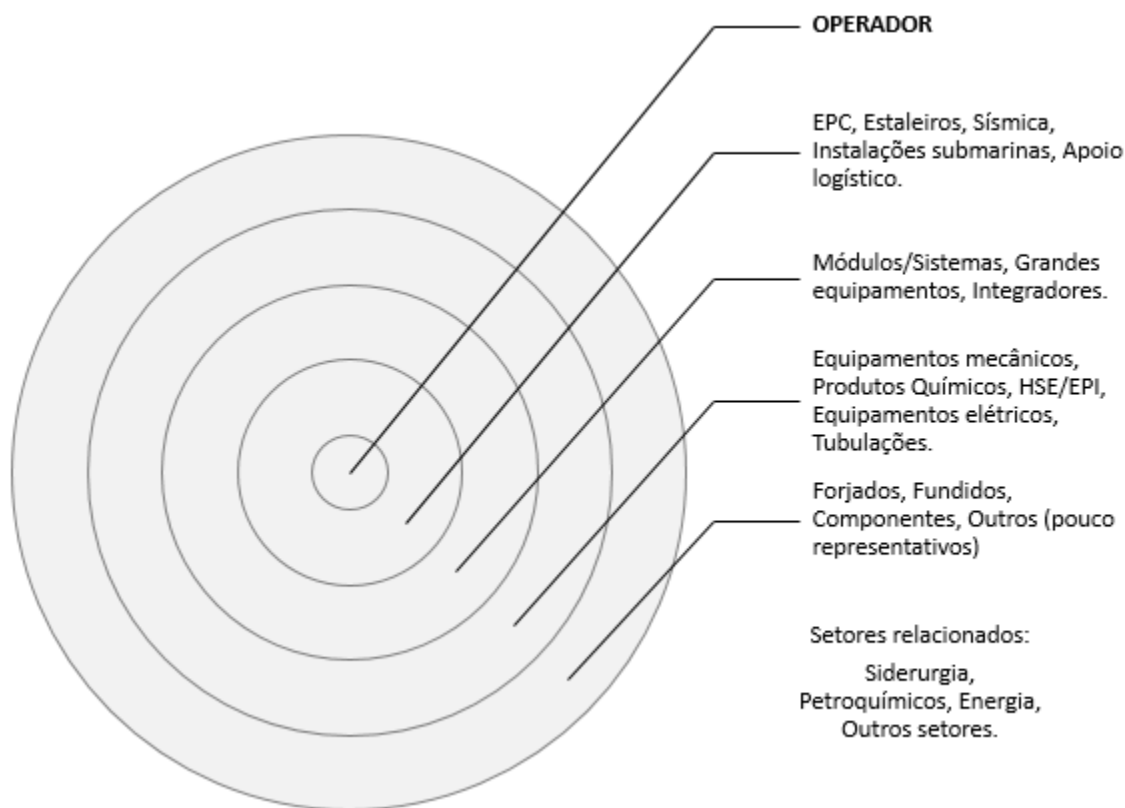 OPERADOR
EPC, Estaleiros, Sísmica,
Instalações submarinas, Apoio
logístico.
Módulos/Sistemas, Grandes
equipamentos, Integradores.
Equipamentos mecânicos,
Produtos Químicos, HSE/EPI,
Equipamentos elétricos,
Tubulações.
Forjados, Fundidos,
Componentes, Outros (pouco
representativos)
Setores relacionados:
Siderurgia,
Petroquímicos, Energia,
Outros setores.